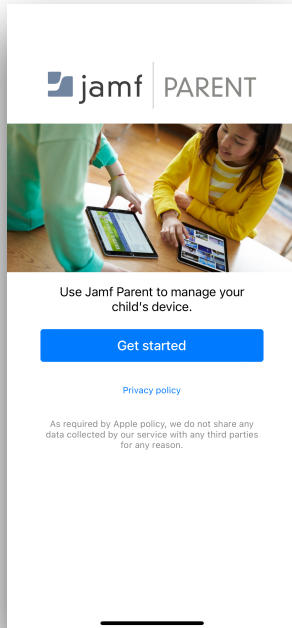 jamf PARENT
Use Jamf Parent to manage your
child's device.
Get started
Privacy policy
As required by Apple policy, we do not share any
data collected by our service with any third parties
for any reason.